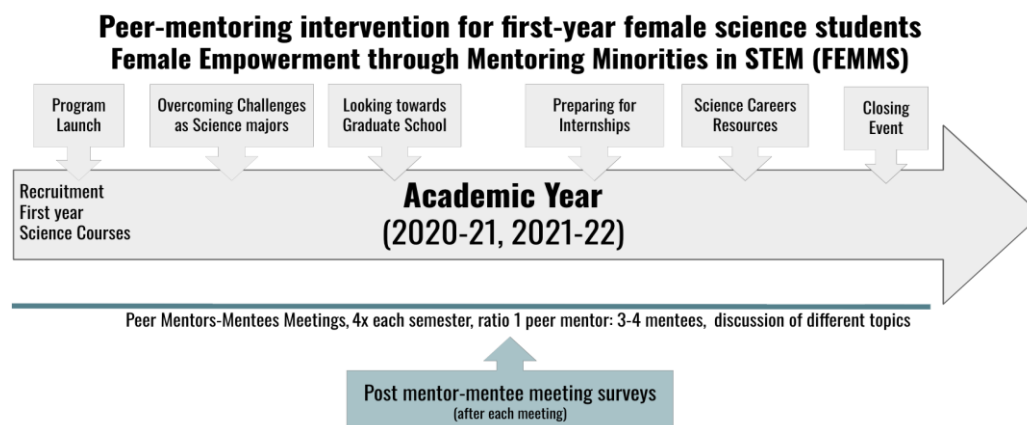 Peer-mentoring intervention for first-year female science students
Female Empowerment through Mentoring Minorities in STEM (FEMMS)
Program
Launch
Overcoming Challenges
as Science majors
Looking towards
Graduate School
Preparing for
Internships
Science Careers
Resources
Closing
Event
Recruitment
First year
Science Courses
Academic Year
(2020-21, 2021-22)
Peer Mentors-Mentees Meetings, 4x each semester, ratio 1 peer mentor: 3-4 mentees, discussion of different topics
Post mentor-mentee meeting surveys
(after each meeting)